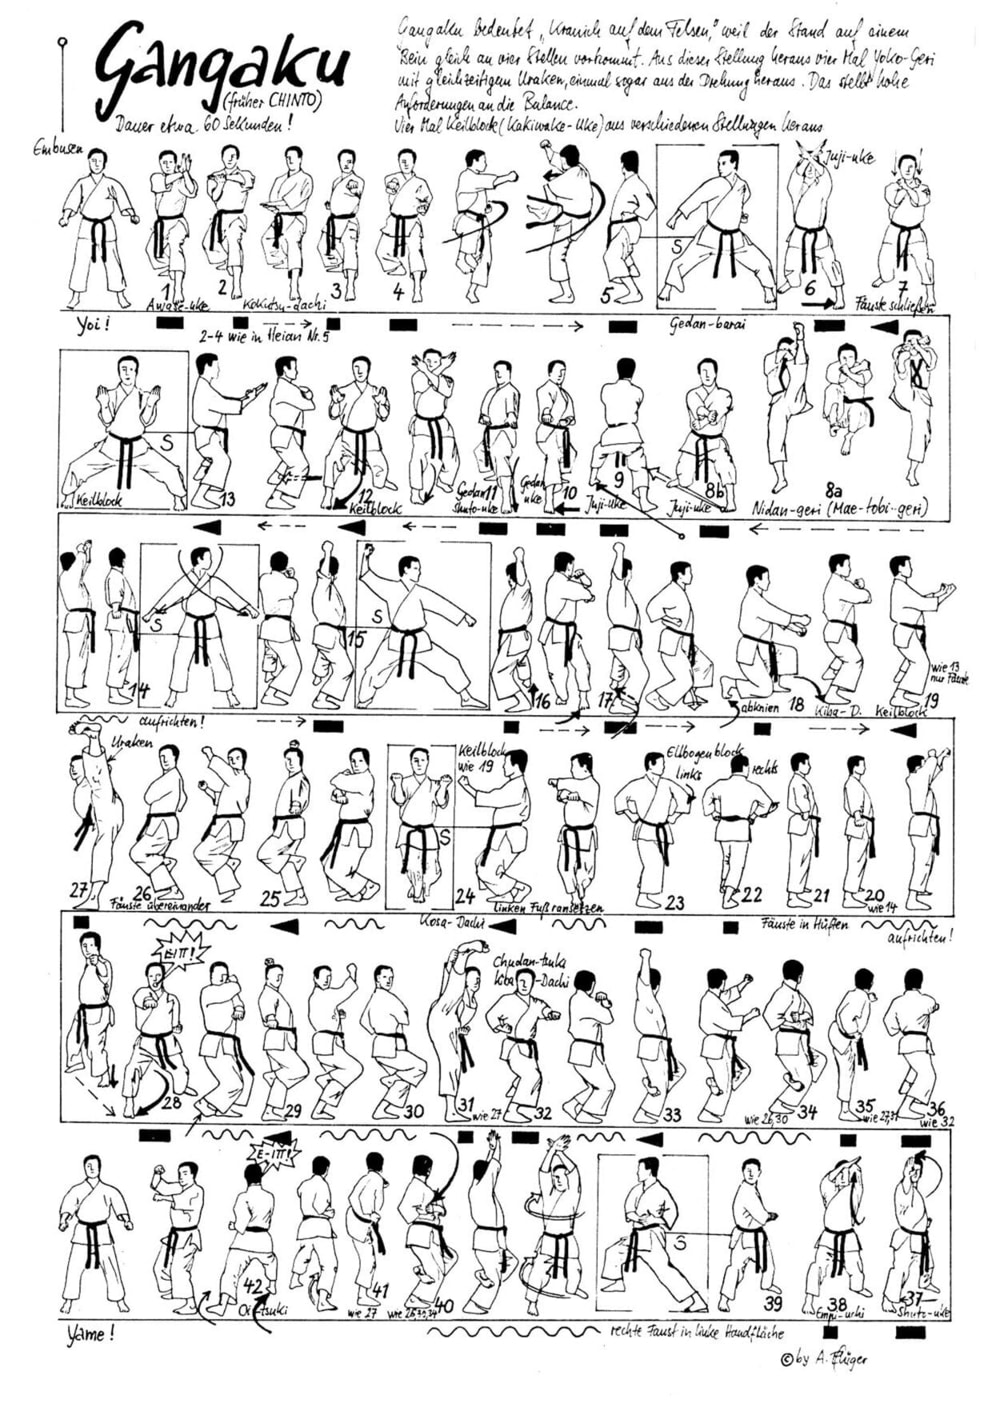 Gangaku
(früher CHINTO)
Dauer etwa 60 Sekunden!
Gangaku bedeutet „Kranich auf dem Felsen," weil der Stand auf einem
Bein gleich an vier Stellen vorkommt. Aus dieser Stellung heraus vier Mal Yoko-Geri
mit gleichzeitigem Uraken, einmal sogar aus der Drehung heraus. Das stellt hohe
Anforderungen an die Balance.
Vier Mal Keilblock (Kakiwake-Uke) aus verschiedenen Stellungen heraus
Embusen
Juji-uke
S
1 2 3 4 5 6 7
Awase-uke Kokutsu-dachi Fäuste schließen
Yoi! Gedan-barai
2-4 wie in Heian Nr. 5
S
Keilblock 13 12 Keilblock Gedan Shuto-uke 11 Gedan uke 10 Juji-uke 9 Juji-uke 8b 8a Nidan-geri (Mae-tobi-geri)
S S
14 15 16 17 abknien 18 Kiba-D. Keilblock 19
wie 13
nur Fäuste
aufrichten!
Uraken
Keilblock
wie 19
Ellbogenblock
links rechts
S
27 26 25 24 23 22 21 20
Fäuste übereinander linken Fuß ransetzen wie 14
Kosa-Dachi Fäuste in Hüften aufrichten!
E-ITT!
Chudan-tsuki
Kiba-Dachi
28 29 30 31 32 33 34 35 36
wie 27 wie 26,30 wie 27,31 wie 32
E-ITT!
S
42 41 40 39 38 37
Oi-tsuki wie 27 Empi-uchi Shuto-uke
Yame! rechte Faust in linke Handfläche
© by A. Pflüger